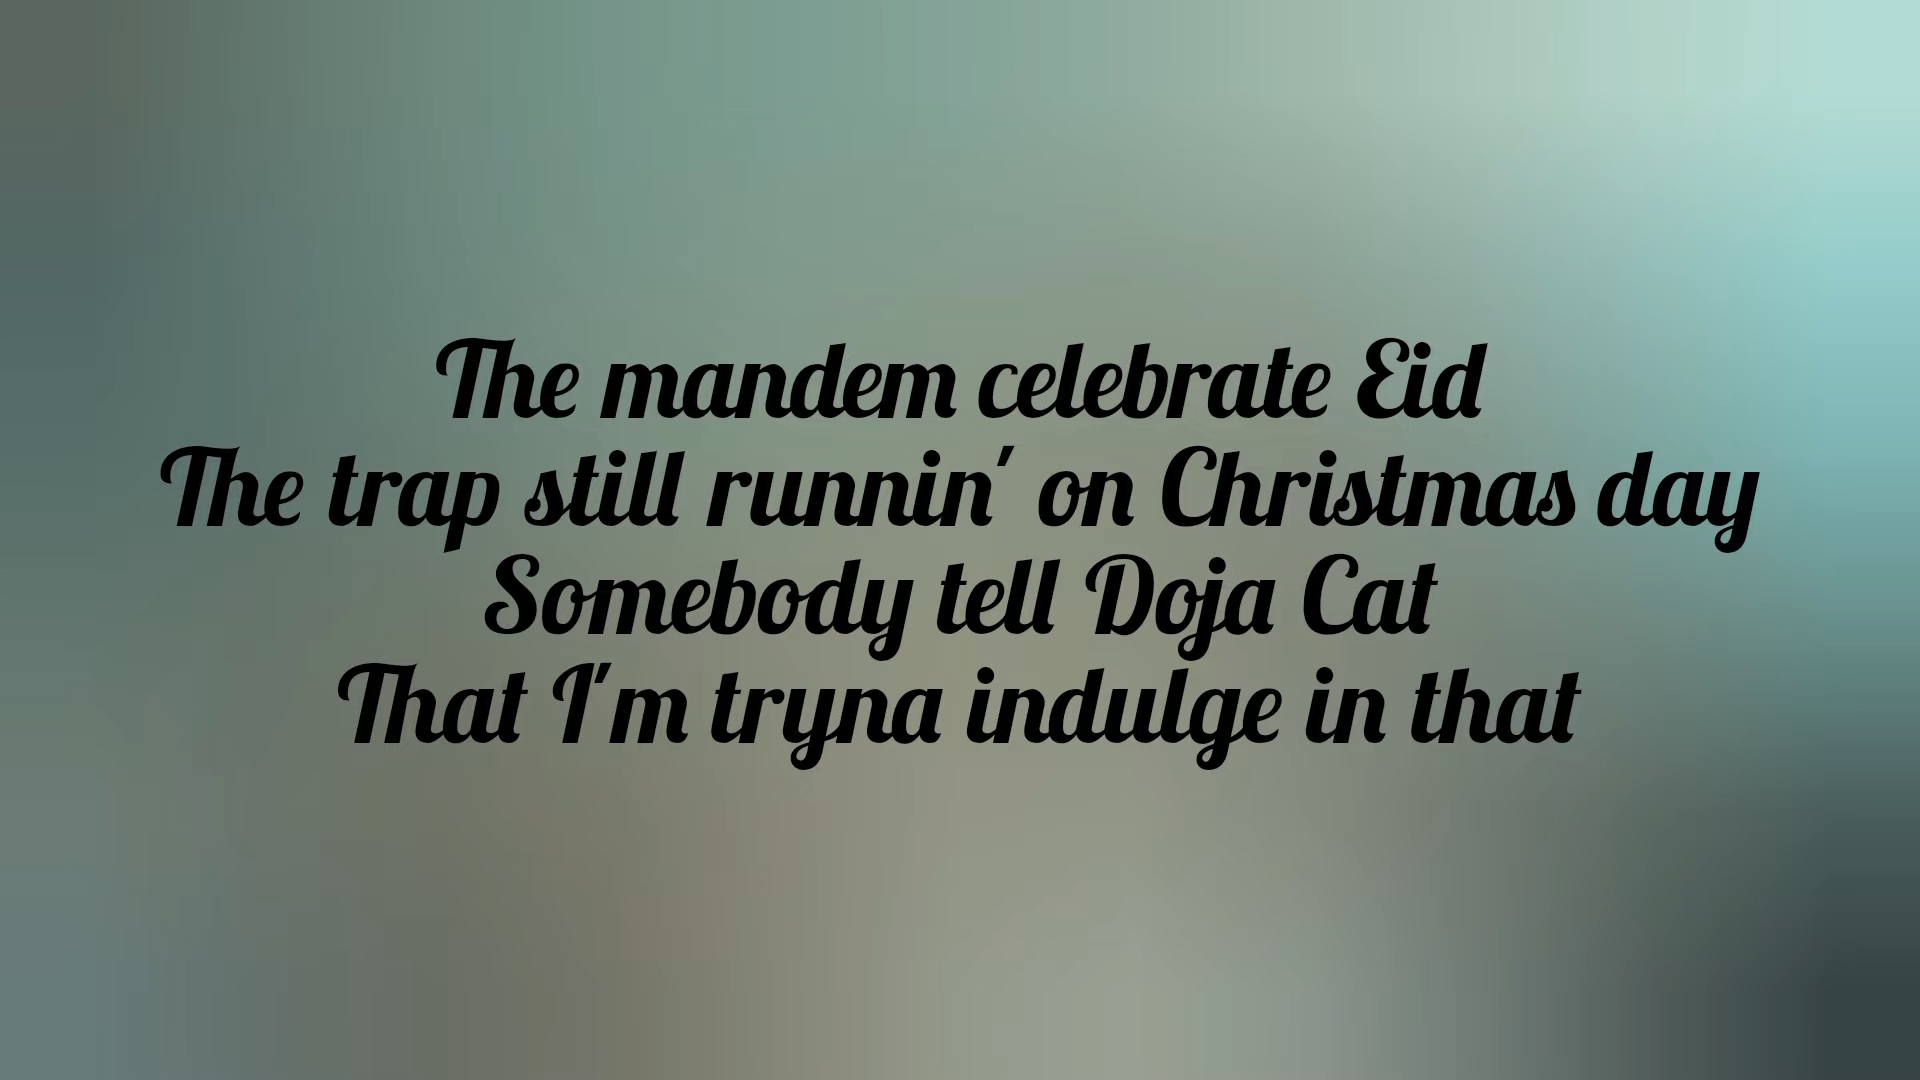 The mandem celebrate Eid
The trap still runnin' on Christmas day
Somebody tell Doja Cat
That I'm tryna indulge in that